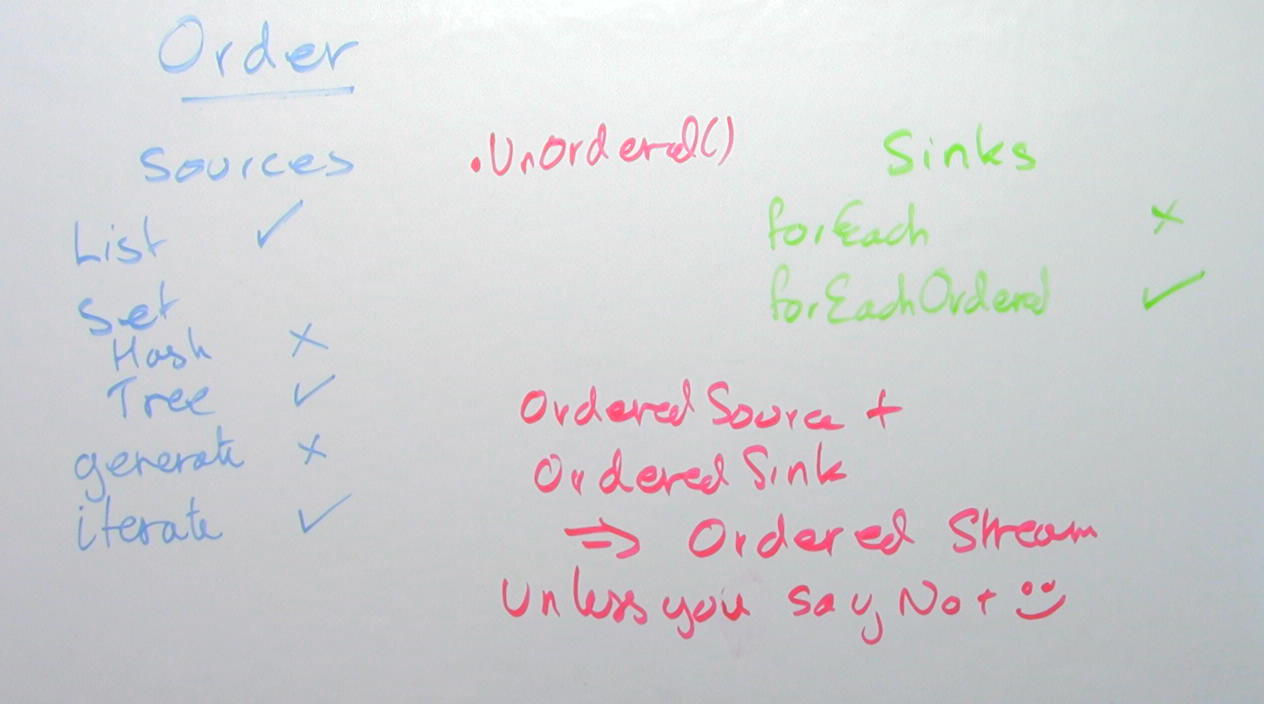 Order
Sources
List ✓
Set
Hash ×
Tree ✓
generate ×
iterate ✓
.UnOrdered()
Sinks
forEach ×
forEachOrdered ✓
Ordered Source +
Ordered Sink
⇒ Ordered Stream
Unless you say Not ☺